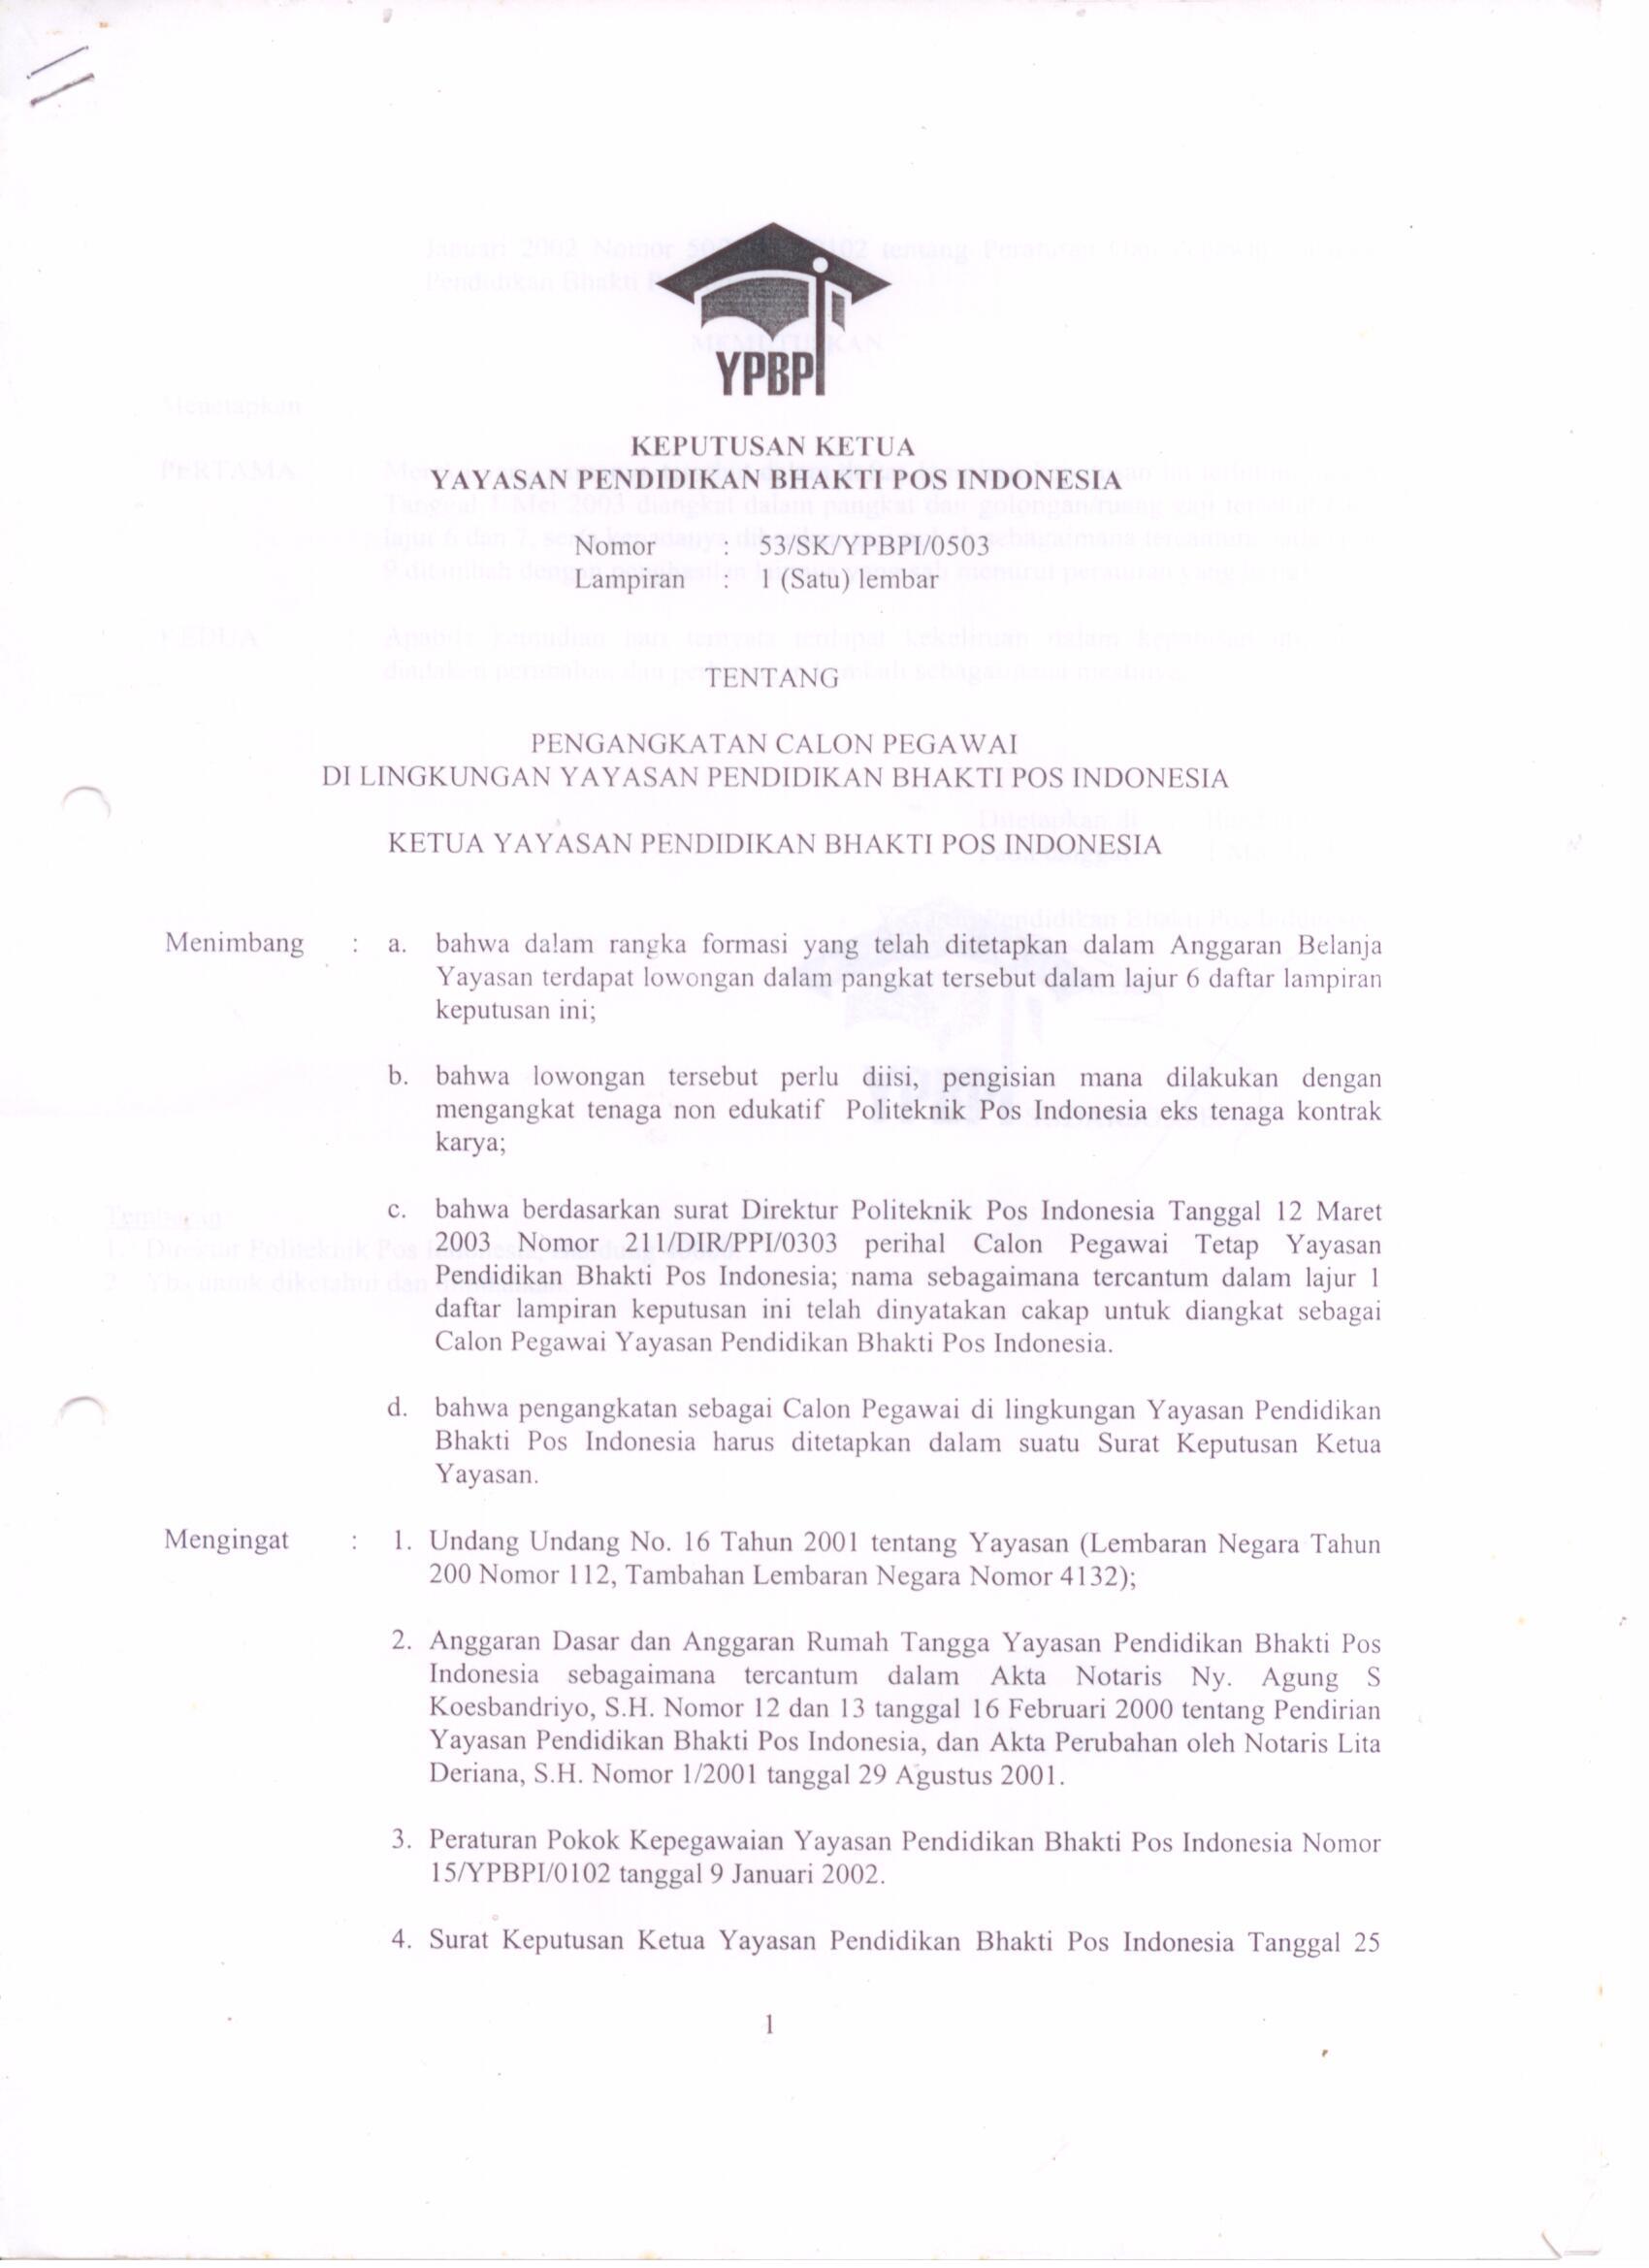 YPBPI
KEPUTUSAN KETUA
YAYASAN PENDIDIKAN BHAKTI POS INDONESIA
Nomor : 53/SK/YPBPI/0503
Lampiran : 1 (Satu) lembar
TENTANG
PENGANGKATAN CALON PEGAWAI
DI LINGKUNGAN YAYASAN PENDIDIKAN BHAKTI POS INDONESIA
KETUA YAYASAN PENDIDIKAN BHAKTI POS INDONESIA
Menimbang : a. bahwa dalam rangka formasi yang telah ditetapkan dalam Anggaran Belanja
Yayasan terdapat lowongan dalam pangkat tersebut dalam lajur 6 daftar lampiran
keputusan ini;
b. bahwa lowongan tersebut perlu diisi, pengisian mana dilakukan dengan
mengangkat tenaga non edukatif Politeknik Pos Indonesia eks tenaga kontrak
karya;
c. bahwa berdasarkan surat Direktur Politeknik Pos Indonesia Tanggal 12 Maret
2003 Nomor 211/DIR/PPI/0303 perihal Calon Pegawai Tetap Yayasan
Pendidikan Bhakti Pos Indonesia; nama sebagaimana tercantum dalam lajur 1
daftar lampiran keputusan ini telah dinyatakan cakap untuk diangkat sebagai
Calon Pegawai Yayasan Pendidikan Bhakti Pos Indonesia.
d. bahwa pengangkatan sebagai Calon Pegawai di lingkungan Yayasan Pendidikan
Bhakti Pos Indonesia harus ditetapkan dalam suatu Surat Keputusan Ketua
Yayasan.
Mengingat : 1. Undang Undang No. 16 Tahun 2001 tentang Yayasan (Lembaran Negara Tahun
200 Nomor 112, Tambahan Lembaran Negara Nomor 4132);
2. Anggaran Dasar dan Anggaran Rumah Tangga Yayasan Pendidikan Bhakti Pos
Indonesia sebagaimana tercantum dalam Akta Notaris Ny. Agung S
Koesbandriyo, S.H. Nomor 12 dan 13 tanggal 16 Februari 2000 tentang Pendirian
Yayasan Pendidikan Bhakti Pos Indonesia, dan Akta Perubahan oleh Notaris Lita
Deriana, S.H. Nomor 1/2001 tanggal 29 Agustus 2001.
3. Peraturan Pokok Kepegawaian Yayasan Pendidikan Bhakti Pos Indonesia Nomor
15/YPBPI/0102 tanggal 9 Januari 2002.
4. Surat Keputusan Ketua Yayasan Pendidikan Bhakti Pos Indonesia Tanggal 25
1